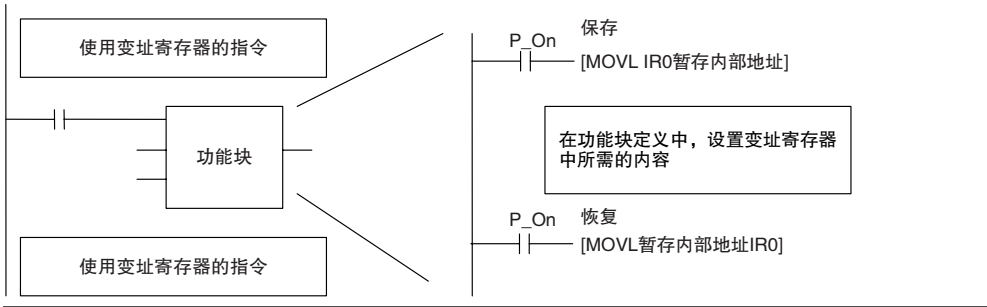 使用变址寄存器的指令
功能块
使用变址寄存器的指令
P_On
保存
[MOVL IR0暂存内部地址]
在功能块定义中，设置变址寄存器
中所需的内容
P_On
恢复
[MOVL暂存内部地址IR0]